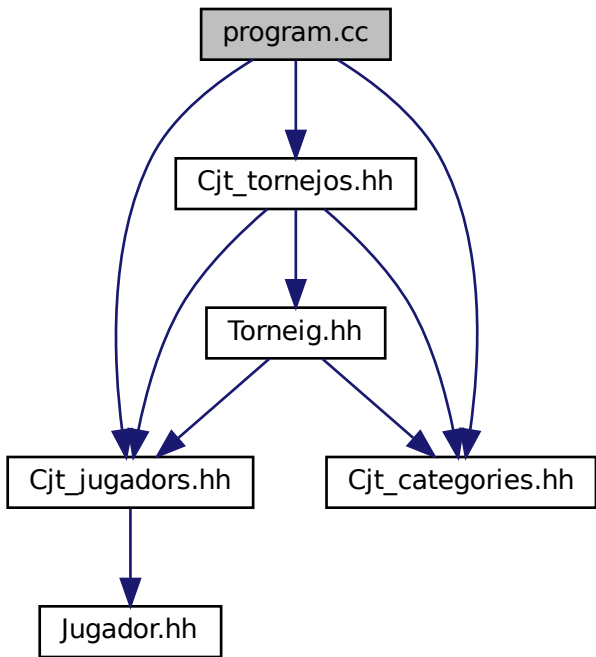 program.cc
Cjt_tornejos.hh
Torneig.hh
Cjt_jugadors.hh
Cjt_categories.hh
Jugador.hh